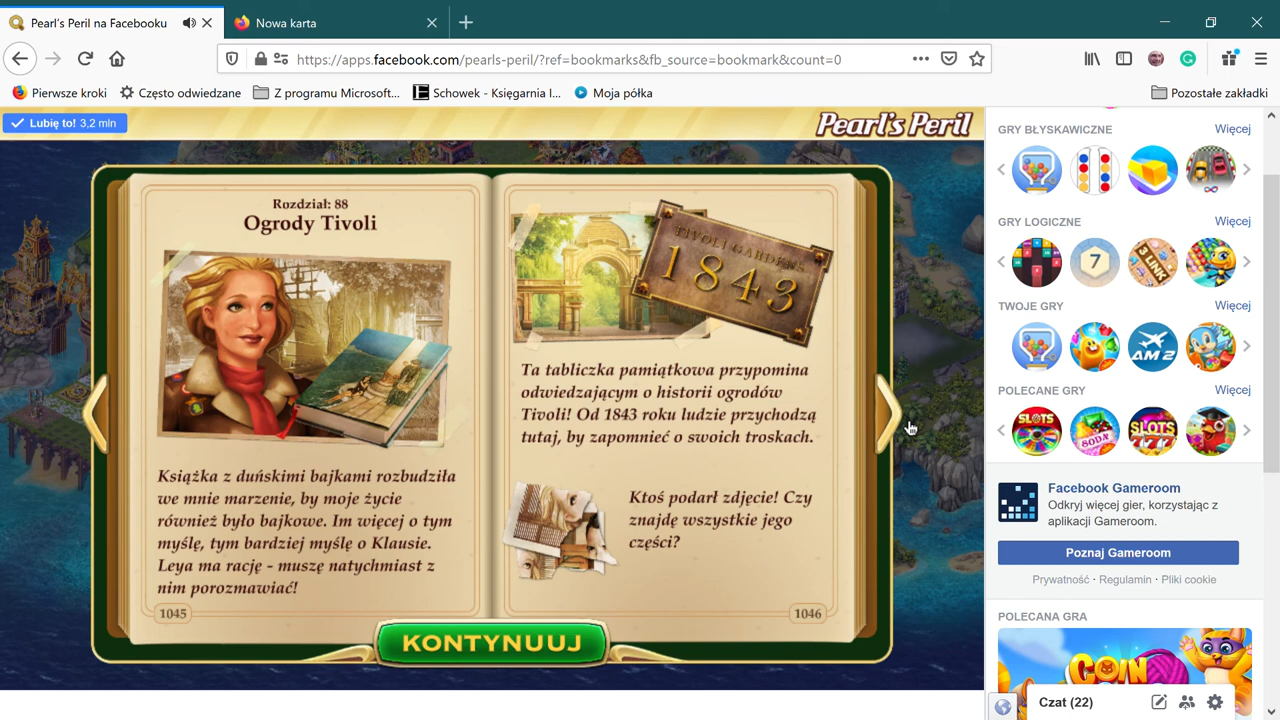 Pearl's Peril na Facebooku
Nowa karta
https://apps.facebook.com/pearls-peril/?ref=bookmarks&fb_source=bookmark&count=0
Pierwsze kroki
Często odwiedzane
Z programu Microsoft...
Schowek - Księgarnia I...
Moja półka
Pozostałe zakładki
Lubię to! 3,2 mln
Pearl's Peril
Rozdział: 88
Ogrody Tivoli
Książka z duńskimi bajkami rozbudziła
we mnie marzenie, by moje życie
również było bajkowe. Im więcej o tym
myślę, tym bardziej myślę o Klausie.
Leya ma rację - muszę natychmiast z
nim porozmawiać!
1045
TIVOLI GARDENS
1843
Ta tabliczka pamiątkowa przypomina
odwiedzającym o historii ogrodów
Tivoli! Od 1843 roku ludzie przychodzą
tutaj, by zapomnieć o swoich troskach.
Ktoś podarł zdjęcie! Czy
znajdę wszystkie jego
części?
1046
KONTYNUUJ
GRY BŁYSKAWICZNE
Więcej
GRY LOGICZNE
Więcej
7
3 LINK
TWOJE GRY
Więcej
AM 2
POLECANE GRY
Więcej
SLOTS
SODA
SLOTS
Facebook Gameroom
Odkryj więcej gier, korzystając z
aplikacji Gameroom.
Poznaj Gameroom
Prywatność · Regulamin · Pliki cookie
POLECANA GRA
COIN
Czat (22)